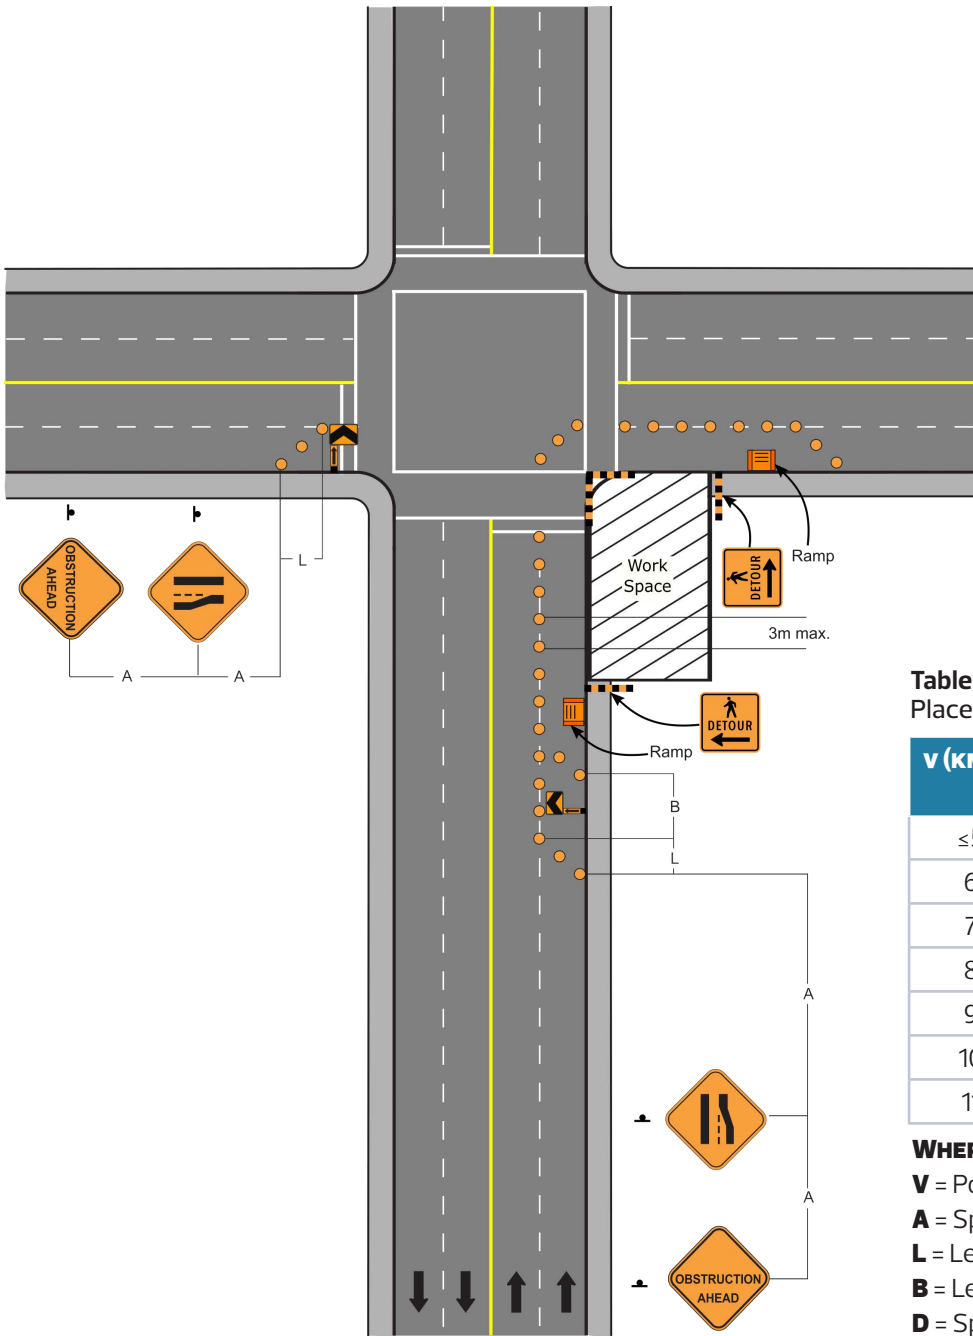 OBSTRUCTION
AHEAD
L
A
A
Work
Space
DETOUR
Ramp
3m max.
DETOUR
Ramp
B
L
A
A
OBSTRUCTION
AHEAD
Table
Place
V
≤
WHER
V = Po
A = Sp
L = Le
B = Le
D = Sp